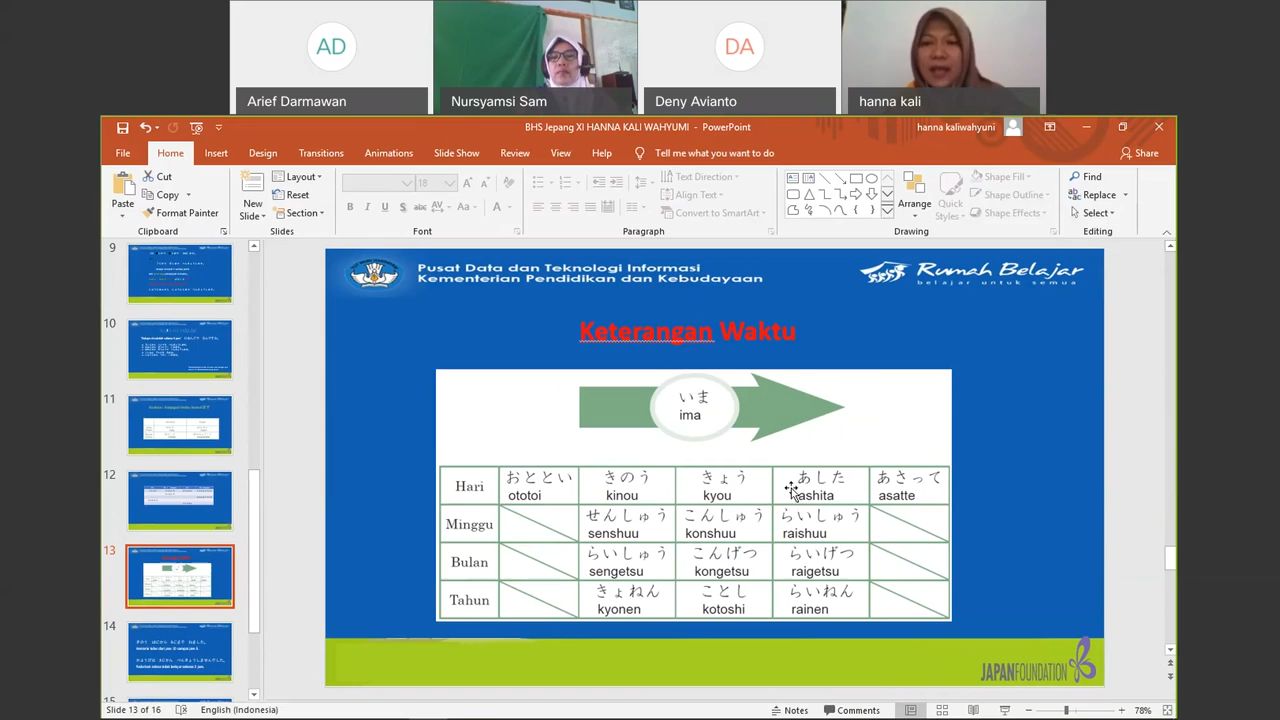 AD
DA
Arief Darmawan
Nursyamsi Sam
Deny Avianto
hanna kali
BHS Jepang XI HANNA KALI WAHYUMI - PowerPoint
hanna kaliwahyuni
File
Home
Insert
Design
Transitions
Animations
Slide Show
Review
View
Help
Tell me what you want to do
Share
Paste
Cut
Copy
Format Painter
Clipboard
New Slide
Layout
Reset
Section
Slides
18
B I U S abc AV Aa A
Font
Text Direction
Align Text
Convert to SmartArt
Paragraph
Arrange
Quick Styles
Shape Fill
Shape Outline
Shape Effects
Drawing
Find
Replace
Select
Editing
9
10
11
12
13
14
Pusat Data dan Teknologi Informasi
Kementerian Pendidikan dan Kebudayaan
Rumah Belajar
belajar untuk semua
Keterangan Waktu
いま
ima
Hari おととい きのう きょう あした あさって
ototoi kinou kyou ashita asatte
Minggu せんしゅう こんしゅう らいしゅう
senshuu konshuu raishuu
Bulan らいしゅう こんげつ らいげつ
sengetsu kongetsu raigetsu
Tahun きょねん ことし らいねん
kyonen kotoshi rainen
JAPANFOUNDATION
Slide 13 of 16
English (Indonesia)
Notes
Comments
78%